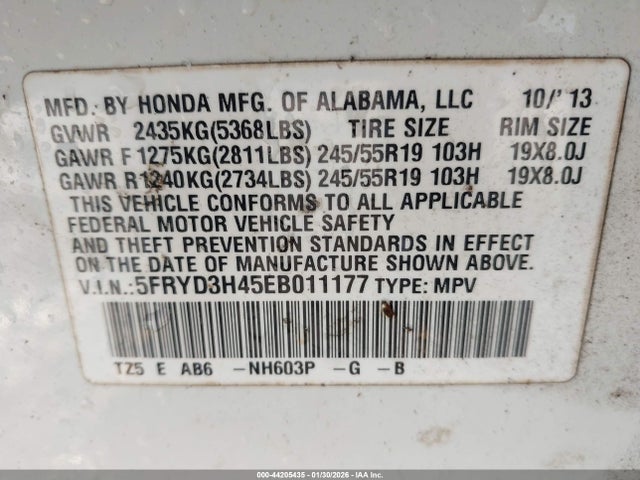 MFD. BY HONDA MFG. OF ALABAMA, LLC 10/'13
GVWR 2435KG(5368LBS) TIRE SIZE RIM SIZE
GAWR F1275KG(2811LBS) 245/55R19 103H 19X8.0J
GAWR R1240KG(2734LBS) 245/55R19 103H 19X8.0J
THIS VEHICLE CONFORMS TO ALL APPLICABLE
FEDERAL MOTOR VEHICLE SAFETY
AND THEFT PREVENTION STANDARDS IN EFFECT
ON THE DATE OF MANUFACTURE SHOWN ABOVE.
V.I.N.:5FRYD3H45EB011177 TYPE: MPV
TZ5 E AB6 -NH603P -G -B
000-44205435 - 01/30/2026 - IAA Inc.